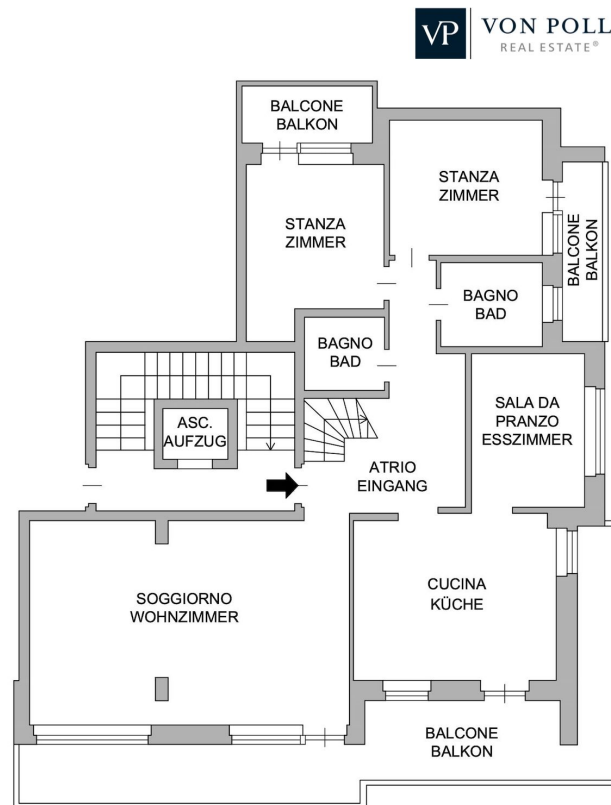 VP VON POLL
REAL ESTATE®
BALCONE
BALKON
STANZA
ZIMMER
STANZA
ZIMMER
BALCONE
BALKON
BAGNO
BAD
BAGNO
BAD
ASC.
AUFZUG
SALA DA
PRANZO
ESSZIMMER
ATRIO
EINGANG
SOGGIORNO
WOHNZIMMER
CUCINA
KÜCHE
BALCONE
BALKON